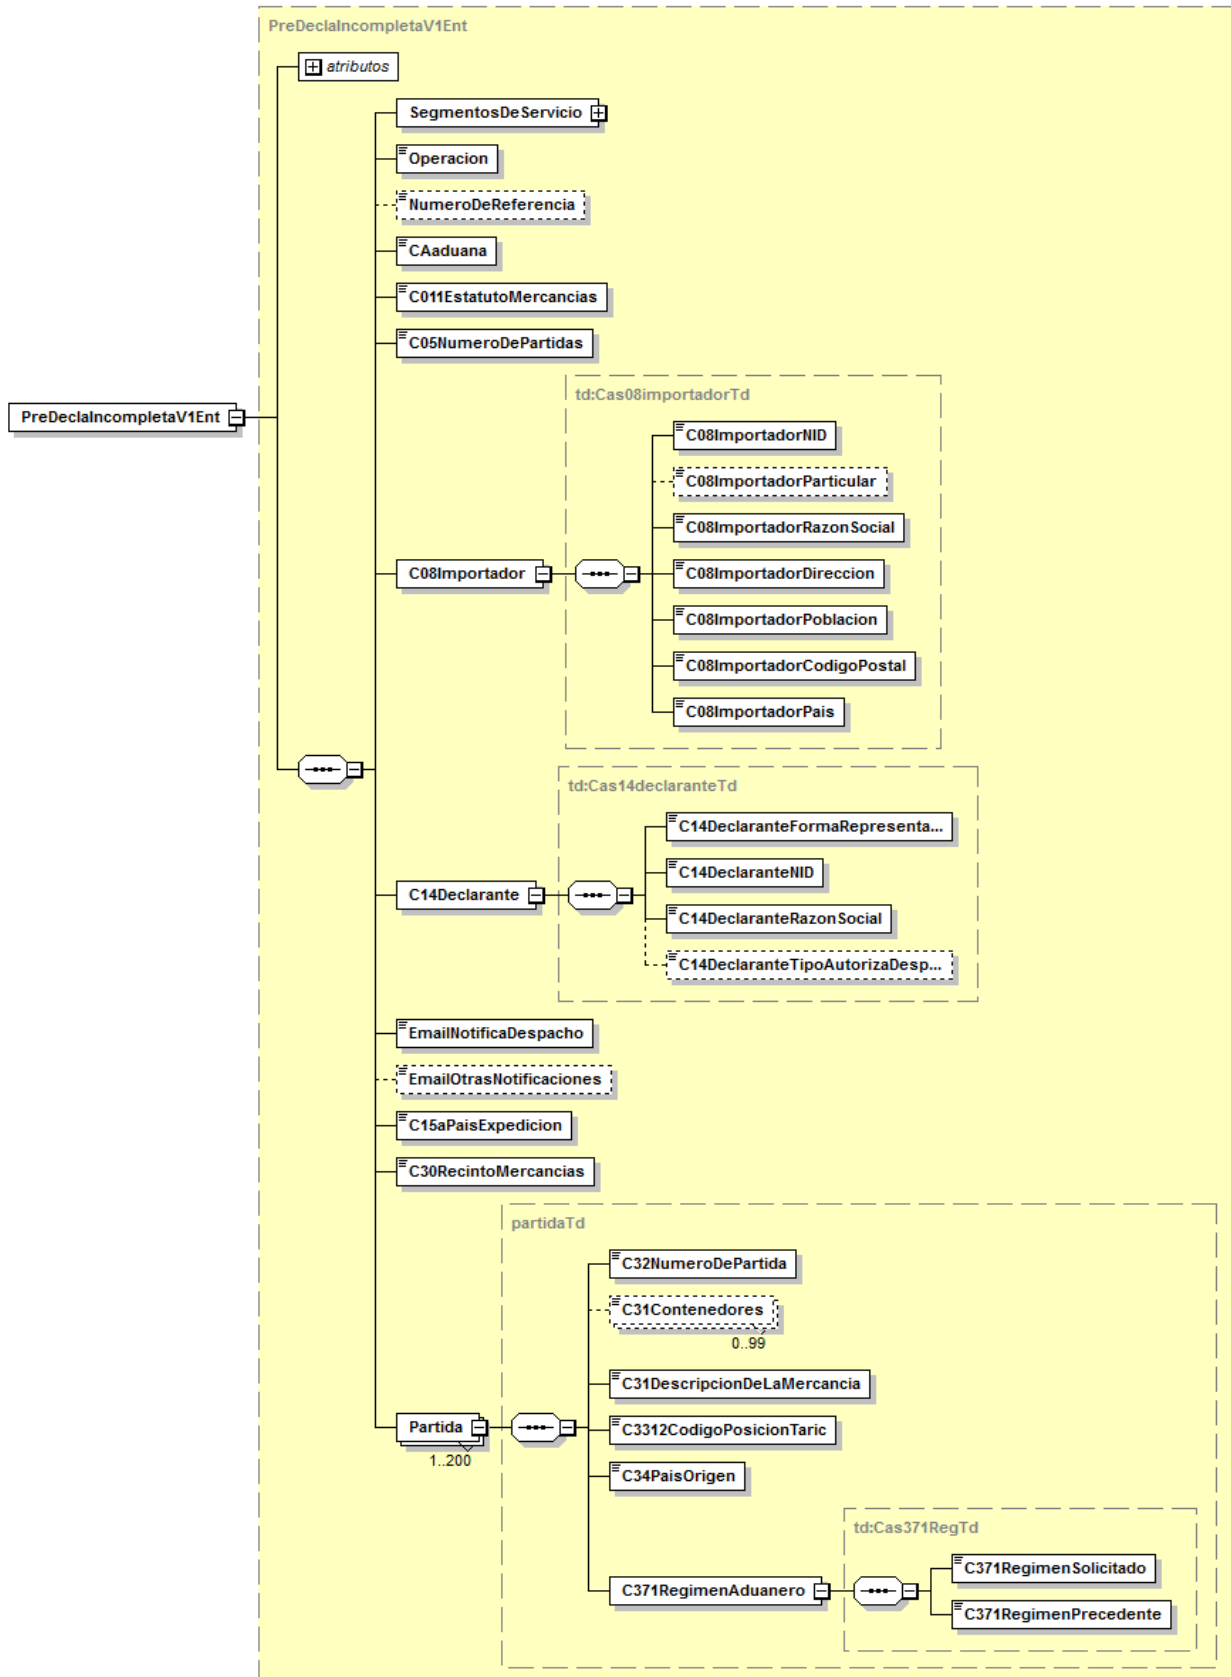 PreDeclaIncompletaV1Ent
atributos
SegmentosDeServicio
Operacion
NumeroDeReferencia
CAaduana
C011EstatutoMercancias
C05NumeroDePartidas
td:Cas08importadorTd
PreDeclaIncompletaV1Ent
C08ImportadorNID
C08ImportadorParticular
C08ImportadorRazonSocial
C08Importador
C08ImportadorDireccion
C08ImportadorPoblacion
C08ImportadorCodigoPostal
C08ImportadorPais
td:Cas14declaranteTd
C14DeclaranteFormaRepresenta...
C14DeclaranteNID
C14Declarante
C14DeclaranteRazonSocial
C14DeclaranteTipoAutorizaDesp...
EmailNotificaDespacho
EmailOtrasNotificaciones
C15aPaisExpedicion
C30RecintoMercancias
partidaTd
C32NumeroDePartida
C31Contenedores
0..99
C31DescripcionDeLaMercancia
Partida
1..200
C3312CodigoPosicionTaric
C34PaisOrigen
td:Cas371RegTd
C371RegimenAduanero
C371RegimenSolicitado
C371RegimenPrecedente